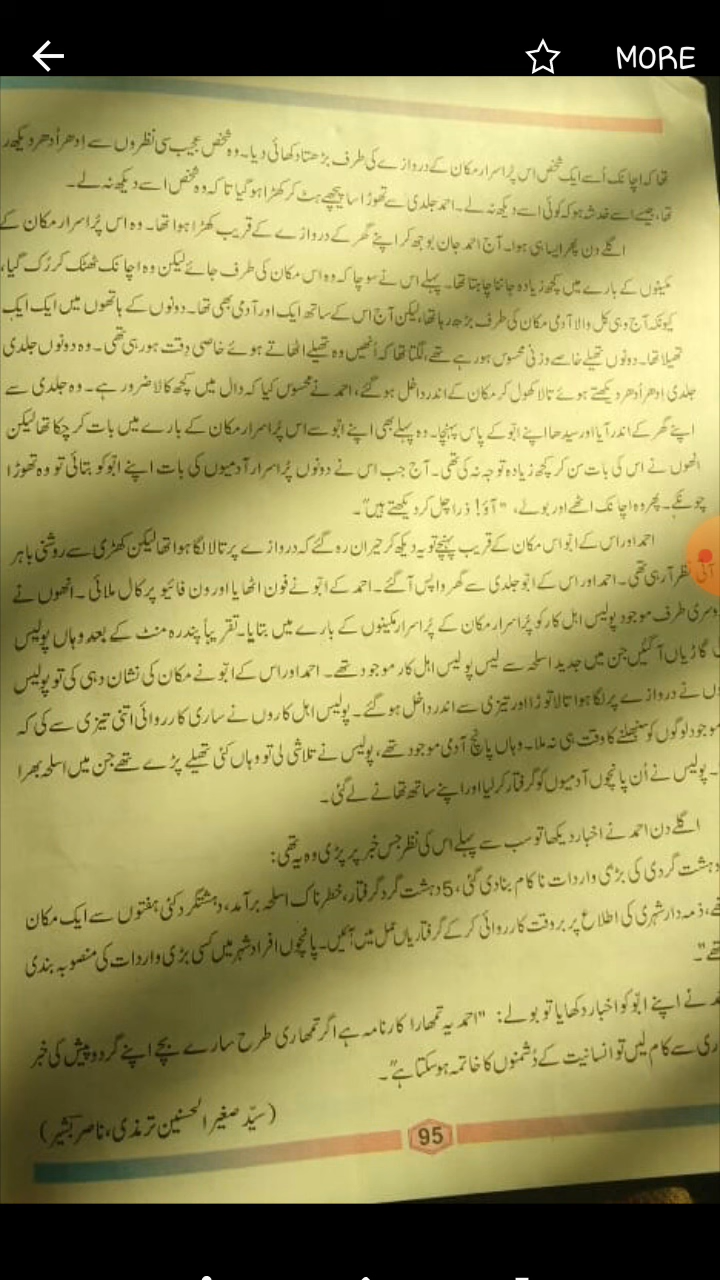 MORE
تھا کہ اچانک اُسے ایک شخص اس پُراسرار مکان کے دروازے کی طرف بڑھتا دکھائی دیا۔ وہ شخص عجیب سی نظروں سے ادھر اُدھر دیکھ ر
تھا، جیسے اسے خدشہ ہو کہ کوئی اسے دیکھ نہ لے۔ احمد جلدی سے تھوڑا سا پیچھے ہٹ کر کھڑا ہو گیا تا کہ وہ شخص اسے دیکھ نہ لے۔
اگلے دن پھر ایسا ہی ہوا۔ آج احمد جان بوجھ کر اپنے گھر کے دروازے کے قریب کھڑا ہوا تھا۔ وہ اس پُراسرار مکان کے
مکینوں کے بارے میں کچھ زیادہ جاننا چاہتا تھا۔ پہلے اس نے سوچا کہ وہ اس مکان کی طرف جائے لیکن وہ اچانک ٹھٹک کر رُک گیا،
کیونکہ آج وہی کل والا آدمی مکان کی طرف بڑھ رہا تھا، لیکن آج اس کے ساتھ ایک اور آدمی بھی تھا۔ دونوں کے ہاتھوں میں ایک ایک
تھیلا تھا۔ دونوں تھیلے خاصے وزنی محسوس ہو رہے تھے، لگتا تھا کہ اُنھیں وہ تھیلے اٹھاتے ہوئے خاصی دِقت ہو رہی تھی۔ وہ دونوں جلدی
جلدی ادھر اُدھر دیکھتے ہوئے تالا کھول کر مکان کے اندر داخل ہو گئے، احمد نے محسوس کیا کہ دال میں کچھ کالا ضرور ہے۔ وہ جلدی سے
اپنے گھر کے اندر آیا اور سیدھا اپنے ابّو کے پاس پہنچا۔ وہ پہلے بھی اپنے ابّو سے اس پُراسرار مکان کے بارے میں بات کر چکا تھا لیکن
انھوں نے اس کی بات سن کر کچھ زیادہ توجہ نہ کی تھی۔ آج جب اس نے دونوں پُراسرار آدمیوں کی بات اپنے ابّو کو بتائی تو وہ تھوڑا
چونکے۔ پھر وہ اچانک اٹھے اور بولے، "آؤ! ذرا چل کر دیکھتے ہیں"۔
احمد اور اس کے ابّو اس مکان کے قریب پہنچے تو یہ دیکھ کر حیران رہ گئے کہ دروازے پر تالا لگا ہوا تھا لیکن کھڑکی سے روشنی باہر
آتی نظر آ رہی تھی۔ احمد اور اس کے ابّو جلدی سے گھر واپس آ گئے۔ احمد کے ابّو نے فون اٹھایا اور ون فائیو پر کال ملائی۔ انھوں نے
دسری طرف موجود پولیس اہل کار کو پُراسرار مکان کے پُراسرار مکینوں کے بارے میں بتایا۔ تقریباً پندرہ منٹ کے بعد وہاں پولیس
گاڑیاں آ گئیں جن میں جدید اسلحہ سے لیس پولیس اہل کار موجود تھے۔ احمد اور اس کے ابّو نے مکان کی نشان دہی کی تو پولیس
وں نے دروازے پر لگا ہوا تالا توڑا اور تیزی سے اندر داخل ہو گئے۔ پولیس اہل کاروں نے ساری کارروائی اتنی تیزی سے کی کہ
موجود لوگوں کو سنبھلنے کا وقت ہی نہ ملا۔ وہاں پانچ آدمی موجود تھے، پولیس نے تلاشی لی تو وہاں کئی تھیلے پڑے تھے جن میں اسلحہ بھرا
۔ پولیس نے اُن پانچوں آدمیوں کو گرفتار کر لیا اور اپنے ساتھ تھانے لے گئی۔
اگلے دن احمد نے اخبار دیکھا تو سب سے پہلے اس کی نظر جس خبر پر پڑی وہ یہ تھی:
دہشت گردی کی بڑی واردات ناکام بنا دی گئی، 5 دہشت گرد گرفتار، خطرناک اسلحہ برآمد، دہشتگرد کئی ہفتوں سے ایک مکان
تھے، ذمہ دار شہری کی اطلاع پر بروقت کارروائی کر کے گرفتاریاں عمل میں آئیں۔ پانچوں افراد شہر میں کسی بڑی واردات کی منصوبہ بندی
تھے"۔
نے اپنے ابّو کو اخبار دکھایا تو بولے: "احمد یہ تمھارا کارنامہ ہے اگر تمھاری طرح سارے بچے اپنے گردو پیش کی خبر
ری سے کام لیں تو انسانیت کے دُشمنوں کا خاتمہ ہو سکتا ہے"۔
(سیّد صغیر الحسنین ترمذی، ناصر بشیر)
95